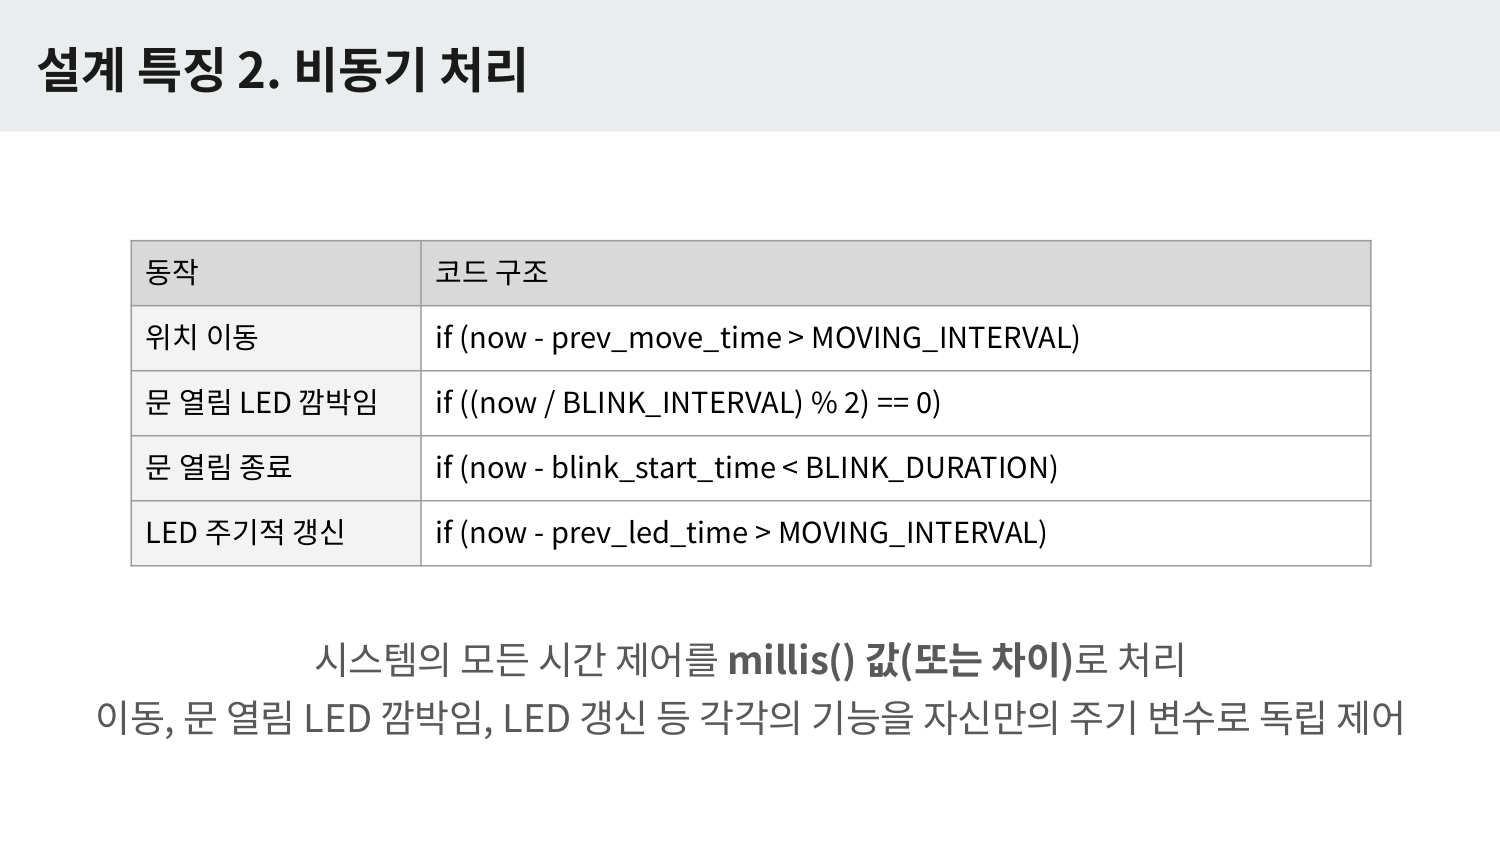 설계 특징 2. 비동기 처리
동작 코드 구조
위치 이동 if (now - prev_move_time > MOVING_INTERVAL)
문 열림 LED 깜박임 if ((now / BLINK_INTERVAL) % 2) == 0)
문 열림 종료 if (now - blink_start_time < BLINK_DURATION)
LED 주기적 갱신 if (now - prev_led_time > MOVING_INTERVAL)
시스템의 모든 시간 제어를 millis() 값(또는 차이)로 처리
이동, 문 열림 LED 깜박임, LED 갱신 등 각각의 기능을 자신만의 주기 변수로 독립 제어